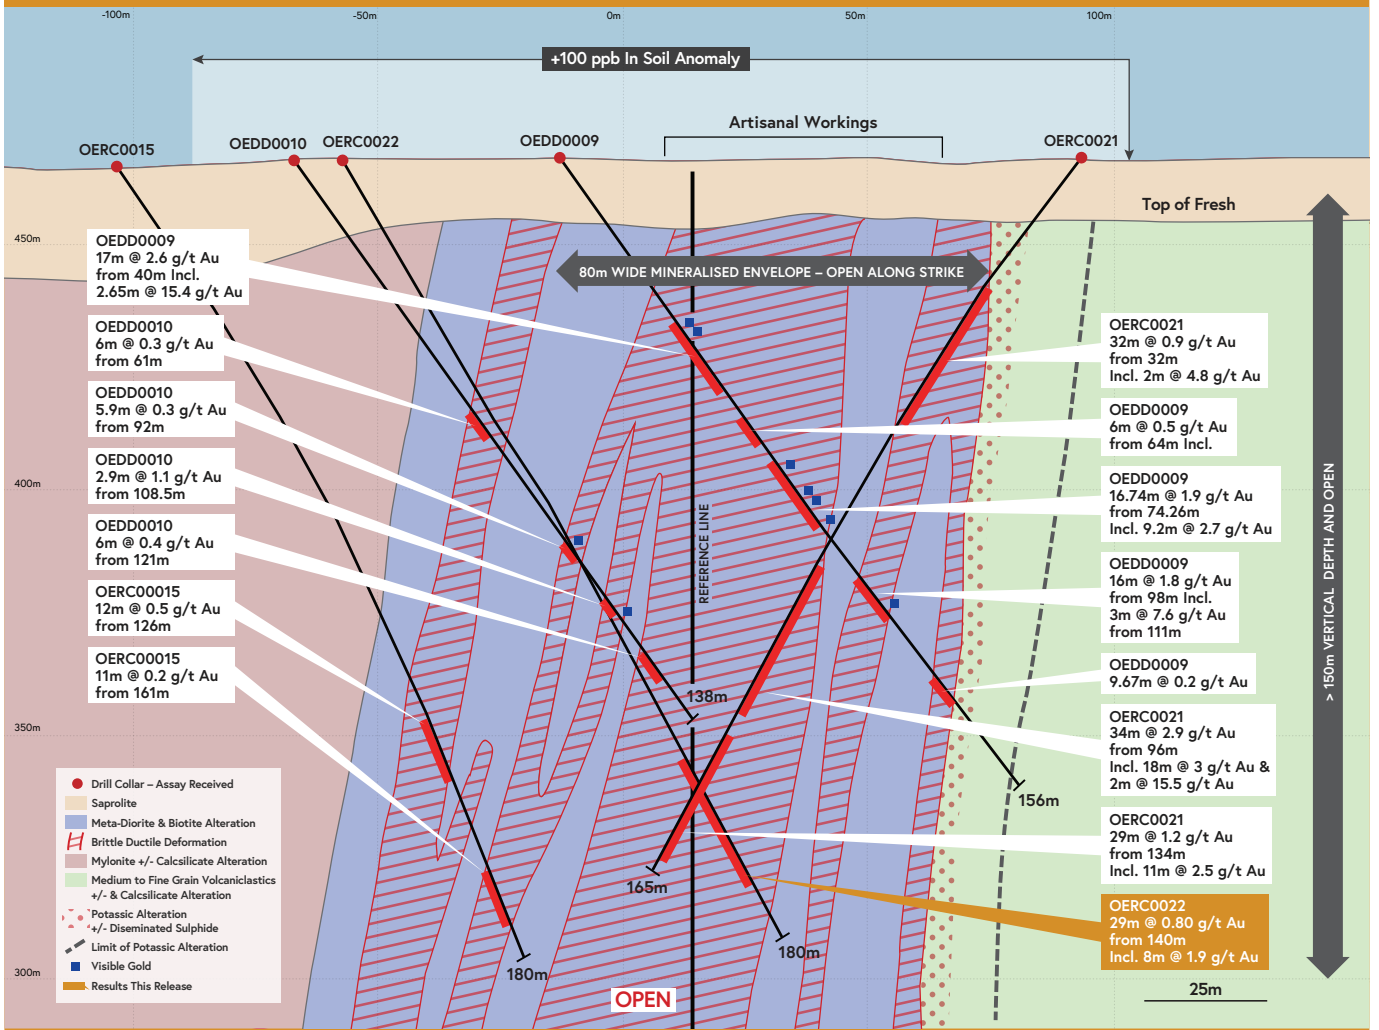 -100m
-50m
0m
50m
100m
+100 ppb In Soil Anomaly
Artisanal Workings
OERC0015
OEDD0010
OERC0022
OEDD0009
OERC0021
Top of Fresh
450m
400m
350m
300m
80m WIDE MINERALISED ENVELOPE – OPEN ALONG STRIKE
OEDD0009
17m @ 2.6 g/t Au
from 40m Incl.
2.65m @ 15.4 g/t Au
OEDD0010
6m @ 0.3 g/t Au
from 61m
OEDD0010
5.9m @ 0.3 g/t Au
from 92m
OEDD0010
2.9m @ 1.1 g/t Au
from 108.5m
OEDD0010
6m @ 0.4 g/t Au
from 121m
OERC00015
12m @ 0.5 g/t Au
from 126m
OERC00015
11m @ 0.2 g/t Au
from 161m
REFERENCE LINE
138m
165m
180m
180m
156m
OPEN
OERC0021
32m @ 0.9 g/t Au
from 32m
Incl. 2m @ 4.8 g/t Au
OEDD0009
6m @ 0.5 g/t Au
from 64m Incl.
OEDD0009
16.74m @ 1.9 g/t Au
from 74.26m
Incl. 9.2m @ 2.7 g/t Au
OEDD0009
16m @ 1.8 g/t Au
from 98m Incl.
3m @ 7.6 g/t Au
from 111m
OEDD0009
9.67m @ 0.2 g/t Au
OERC0021
34m @ 2.9 g/t Au
from 96m
Incl. 18m @ 3 g/t Au &
2m @ 15.5 g/t Au
OERC0021
29m @ 1.2 g/t Au
from 134m
Incl. 11m @ 2.5 g/t Au
OERC0022
29m @ 0.80 g/t Au
from 140m
Incl. 8m @ 1.9 g/t Au
> 150m VERTICAL DEPTH AND OPEN
25m
Drill Collar – Assay Received
Saprolite
Meta-Diorite & Biotite Alteration
Brittle Ductile Deformation
Mylonite +/- Calcsilicate Alteration
Medium to Fine Grain Volcaniclastics
+/- & Calcsilicate Alteration
Potassic Alteration
+/- Diseminated Sulphide
Limit of Potassic Alteration
Visible Gold
Results This Release